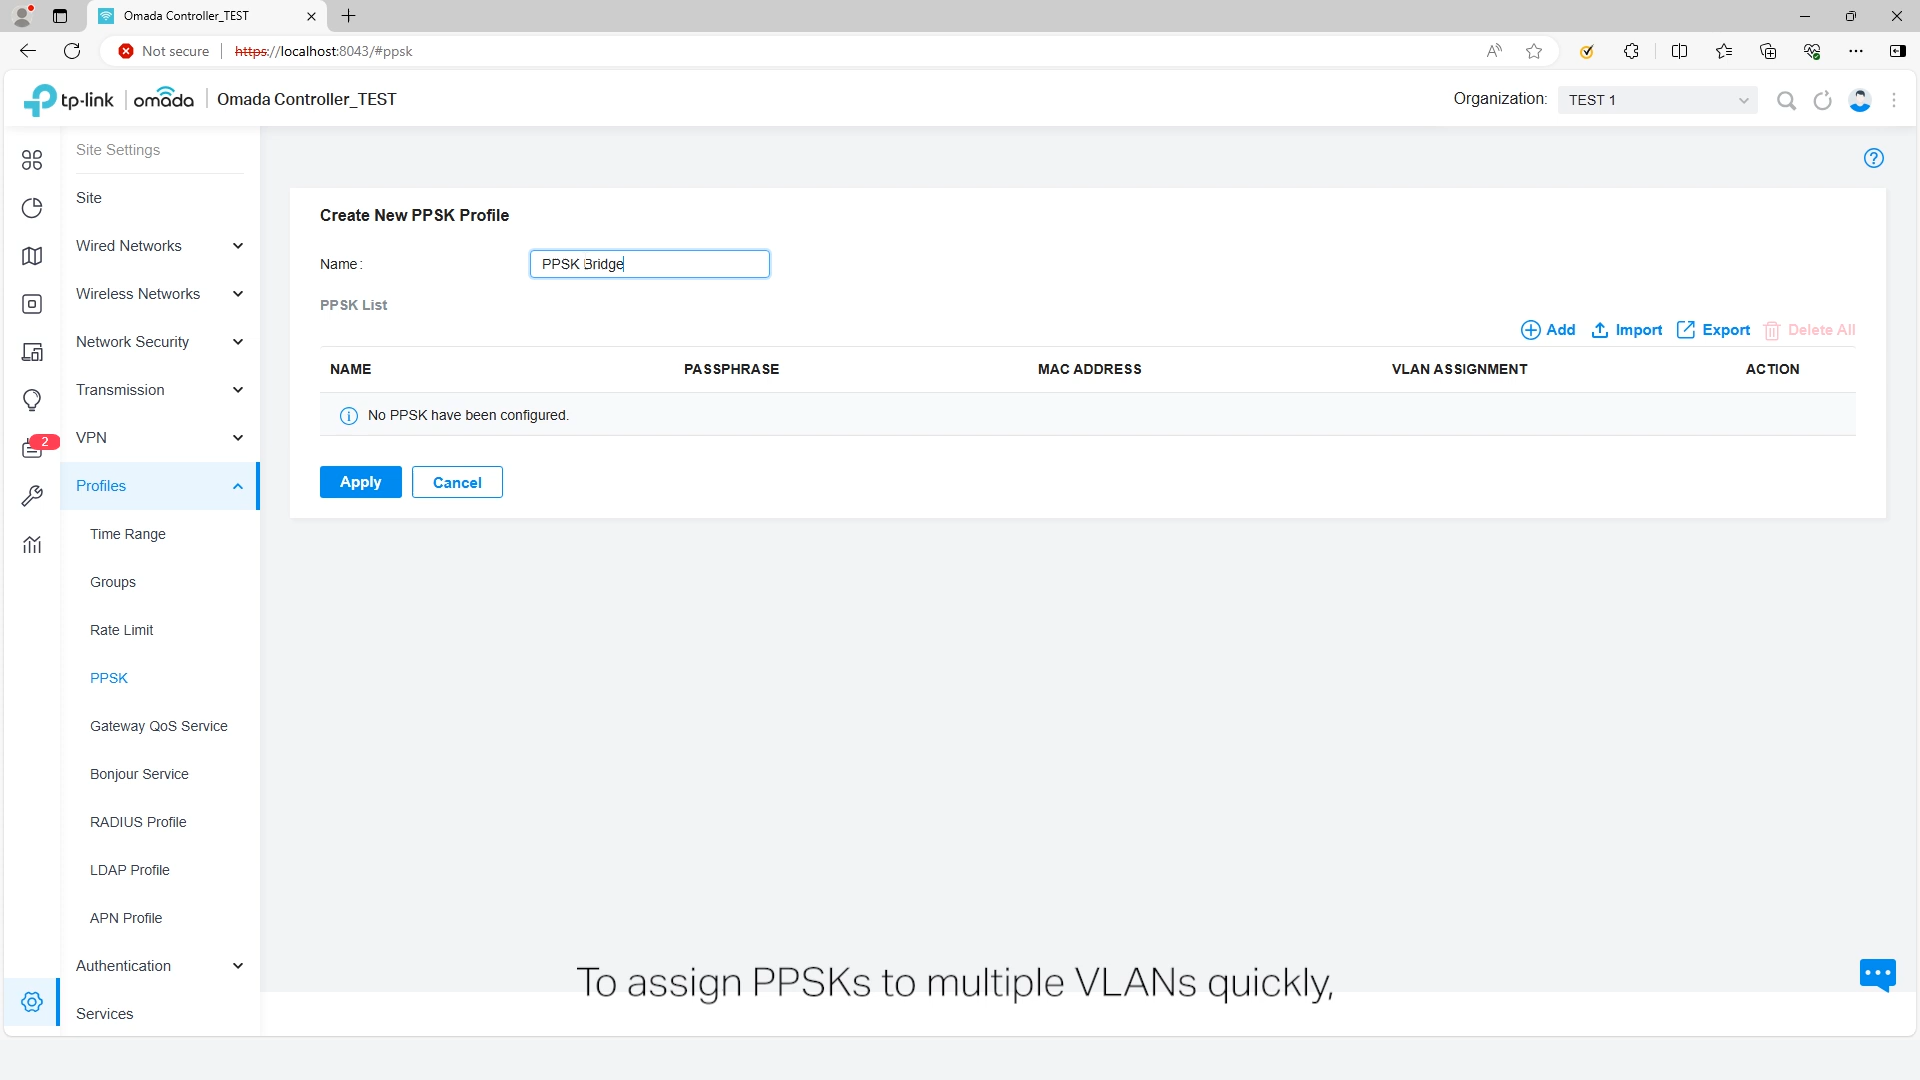 Omada Controller_TEST
Not secure
https://localhost:8043/#ppsk
tp-link
omada
Omada Controller_TEST
Organization:
TEST 1
Site Settings
Site
Wired Networks
Wireless Networks
Network Security
Transmission
2
VPN
Profiles
Time Range
Groups
Rate Limit
PPSK
Gateway QoS Service
Bonjour Service
RADIUS Profile
LDAP Profile
APN Profile
Authentication
Services
Create New PPSK Profile
Name:
PPSK Bridge
PPSK List
Add
Import
Export
Delete All
NAME PASSPHRASE MAC ADDRESS VLAN ASSIGNMENT ACTION
No PPSK have been configured.
Apply
Cancel
To assign PPSKs to multiple VLANs quickly,